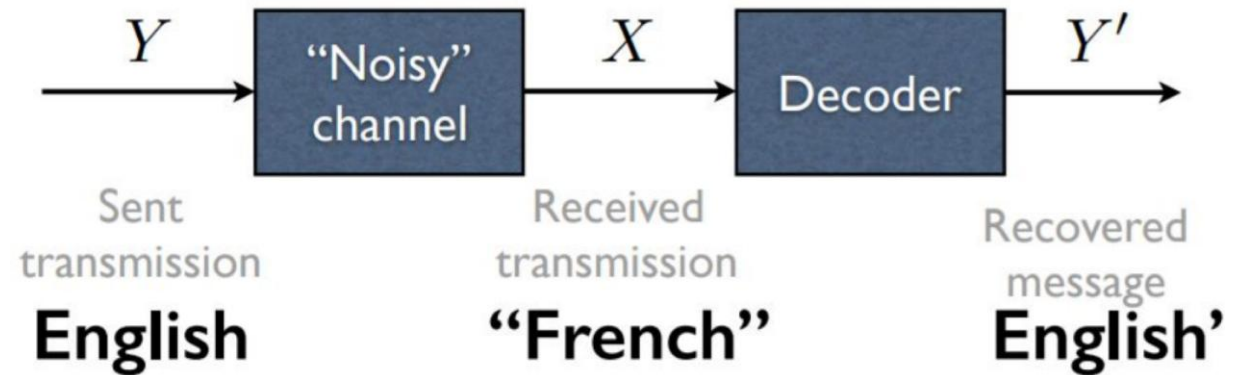 Y
“Noisy”
channel
X
Decoder
Y′
Sent
transmission
Received
transmission
Recovered
message
English
“French”
English’